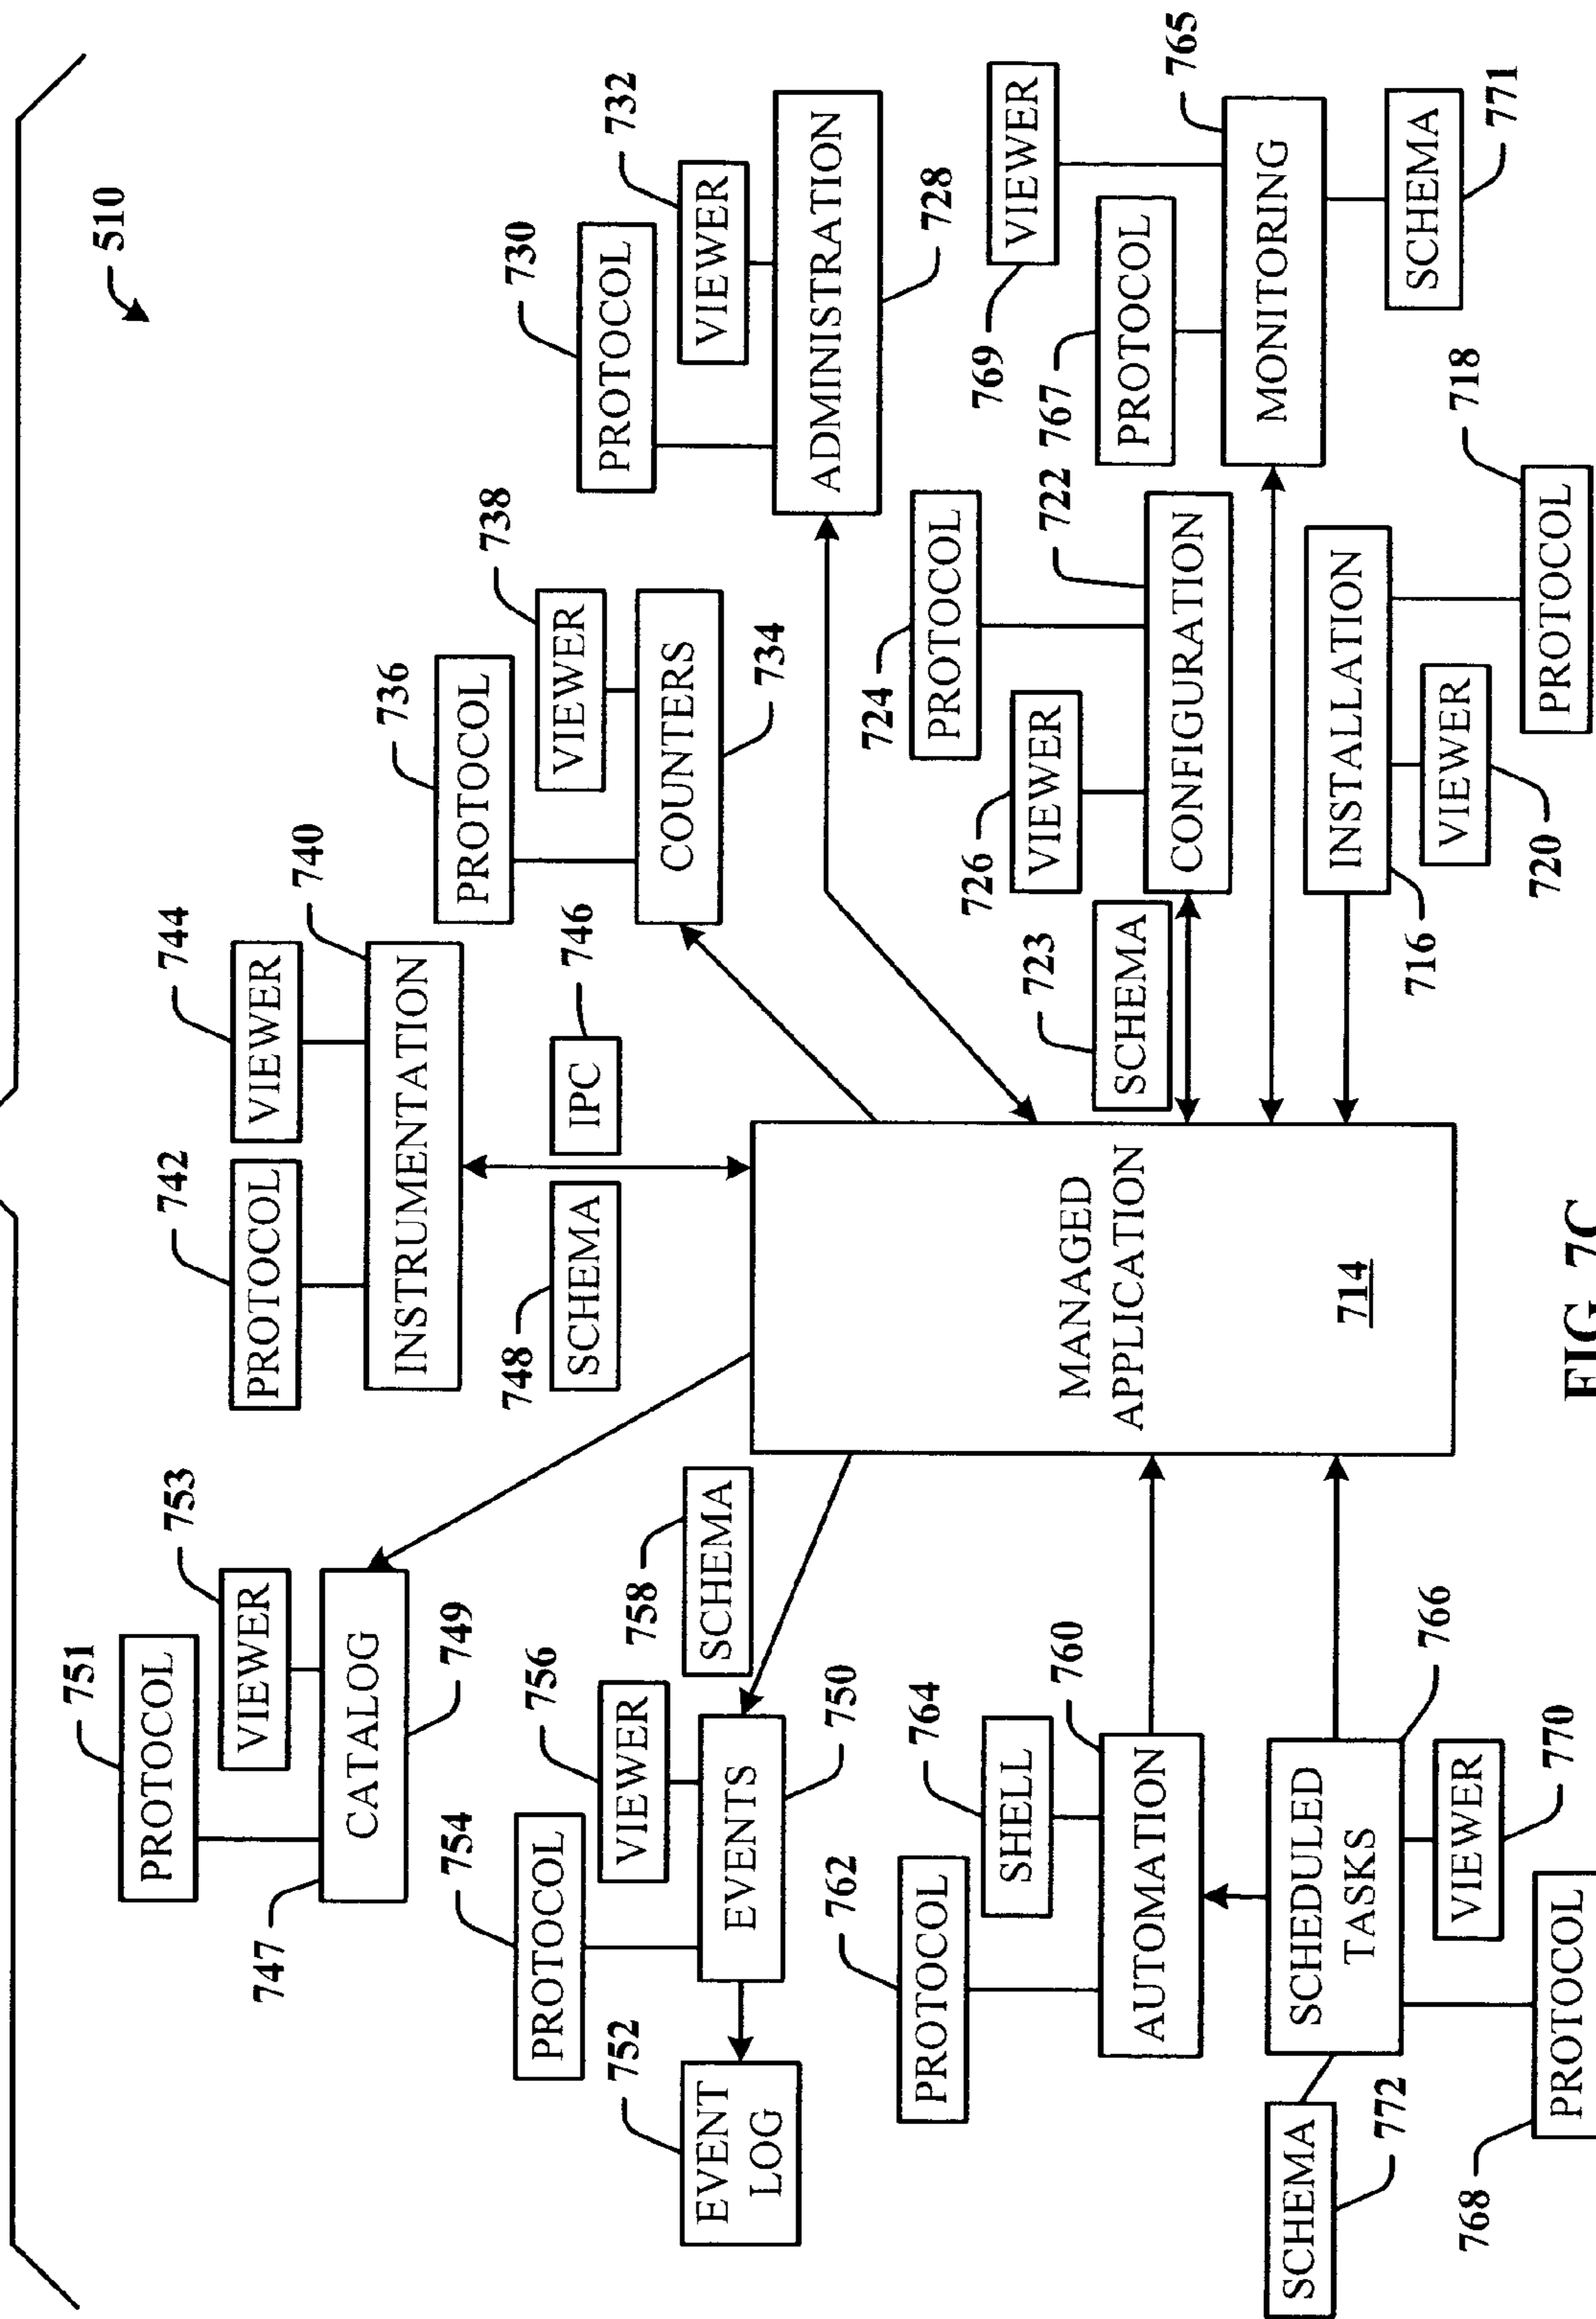 510
751
PROTOCOL
753
742
744
VIEWER
PROTOCOL
VIEWER
747
CATALOG
740
INSTRUMENTATION
749
736
738
PROTOCOL
730
732
754
756
748
746
VIEWER
PROTOCOL
VIEWER
PROTOCOL
VIEWER
SCHEMA
IPC
752
758
COUNTERS
EVENT
LOG
EVENTS
SCHEMA
734
ADMINISTRATION
750
728
762
764
724
PROTOCOL
PROTOCOL
769
VIEWER
SHELL
726
VIEWER
723
722
767
760
MANAGED
APPLICATION
SCHEMA
PROTOCOL
AUTOMATION
CONFIGURATION
765
MONITORING
SCHEMA
SCHEDULED
TASKS
714
INSTALLATION
772
766
716
SCHEMA
VIEWER
VIEWER
718
771
768
770
720
PROTOCOL
PROTOCOL
FIG. 7C